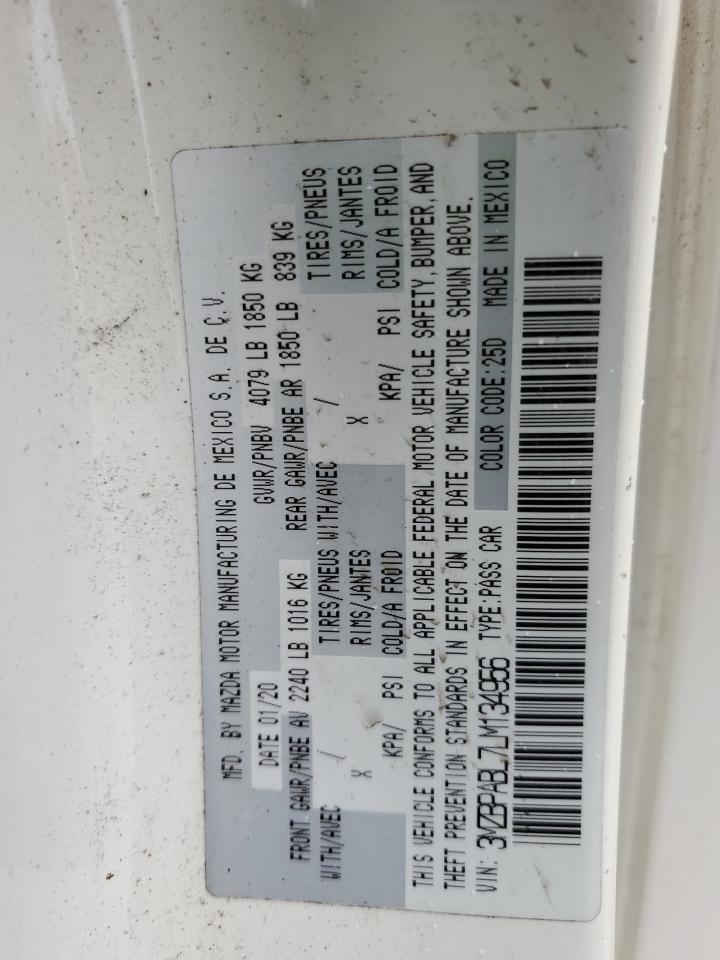 MFD. BY MAZDA MOTOR MANUFACTURING DE MEXICO S.A. DE C.V.
DATE 01/20 GVWR/PNBV 4079 LB 1850 KG
FRONT GAWR/PNBE AV 2240 LB 1016 KG REAR GAWR/PNBE AR 1850 LB 839 KG
WITH/AVEC / TIRES/PNEUS WITH/AVEC / TIRES/PNEUS
X RIMS/JANTES X RIMS/JANTES
KPA/ PSI COLD/A FROID KPA/ PSI COLD/A FROID
THIS VEHICLE CONFORMS TO ALL APPLICABLE FEDERAL MOTOR VEHICLE SAFETY, BUMPER, AND
THEFT PREVENTION STANDARDS IN EFFECT ON THE DATE OF MANUFACTURE SHOWN ABOVE.
VIN: 3MZBPABL7LM134966 TYPE:PASS CAR COLOR CODE:25D MADE IN MEXICO